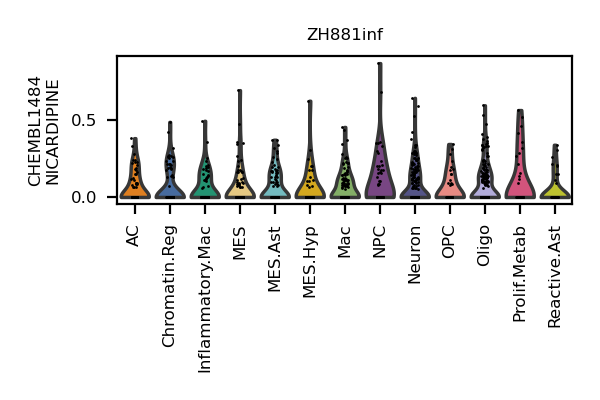 ZH881inf
CHEMBL1484
NICARDIPINE
0.5
0.0
AC
Chromatin.Reg
Inflammatory.Mac
MES
MES.Ast
MES.Hyp
Mac
NPC
Neuron
OPC
Oligo
Prolif.Metab
Reactive.Ast